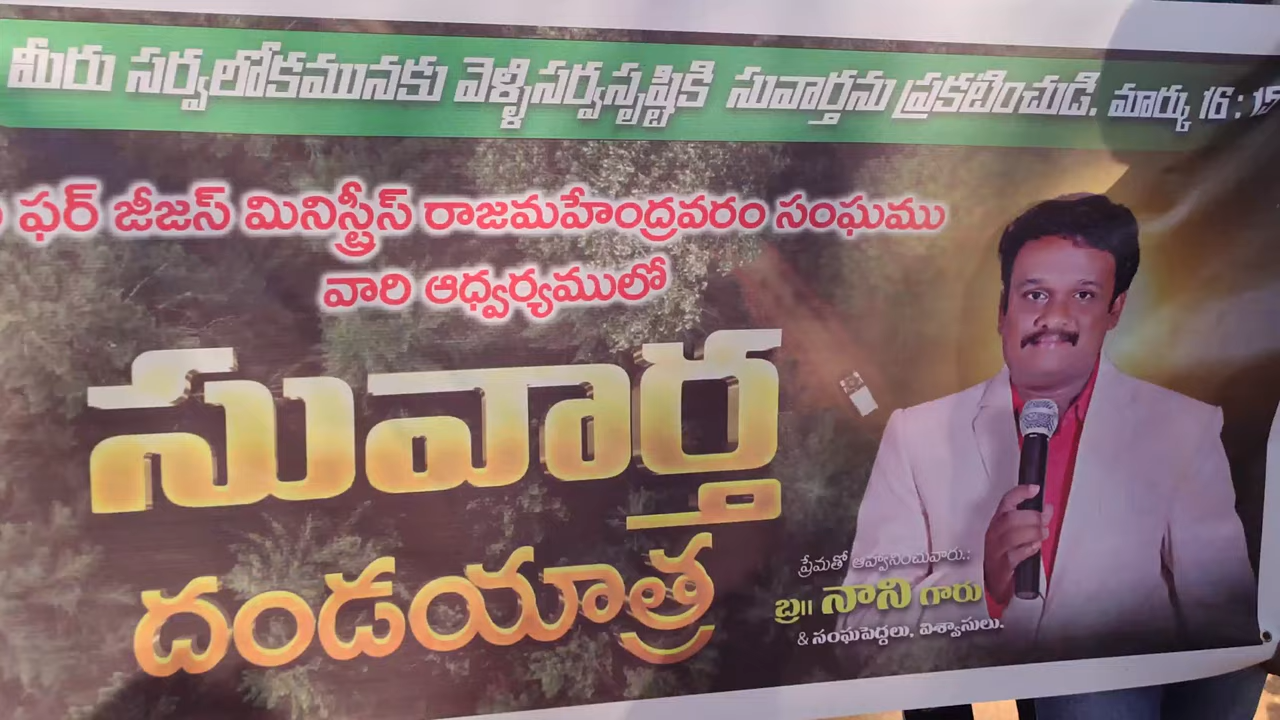 మీరు సర్వలోకమునకు వెళ్ళిసర్వసృష్టికి సువార్తను ప్రకటించుడి. మార్కు 16 : 15
ఫర్ జీజస్ మినిస్ట్రీస్ రాజమహేంద్రవరం సంఘము
వారి ఆధ్వర్యములో
సువార్త
దండయాత్ర
ప్రేమతో ఆహ్వానించువారు.:
బ్ర॥ నాని గారు
& సంఘపెద్దలు, విశ్వాసులు.